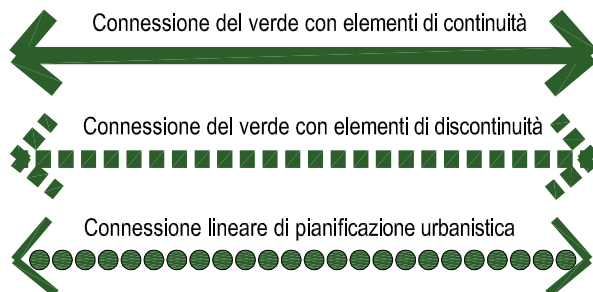 Connessione del verde con elementi di continuità
Connessione del verde con elementi di discontinuità
Connessione lineare di pianificazione urbanistica